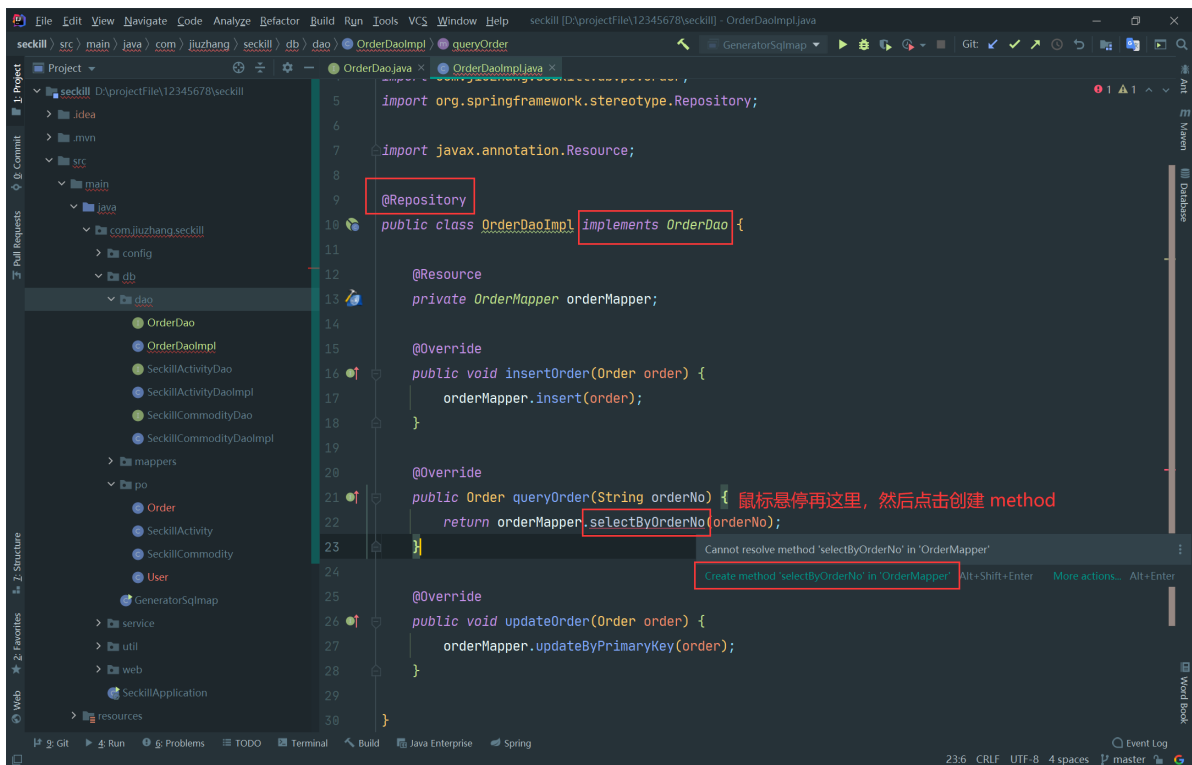 File Edit View Navigate Code Analyze Refactor Build Run Tools VCS Window Help seckill [D:\projectFile\12345678\seckill] - OrderDaoImpl.java
seckill src main java com jiuzhang seckill db dao OrderDaoImpl queryOrder GeneratorSqlmap Git:
Project OrderDao.java OrderDaoImpl.java
seckill D:\projectFile\12345678\seckill
.idea
.mvn
src
main
java
com.jiuzhang.seckill
config
db
dao
OrderDao
OrderDaoImpl
SeckillActivityDao
SeckillActivityDaoImpl
SeckillCommodityDao
SeckillCommodityDaoImpl
mappers
po
Order
SeckillActivity
SeckillCommodity
User
GeneratorSqlmap
service
util
web
SeckillApplication
resources
1: Project
0: Commit
Pull Requests
7: Structure
2: Favorites
Web
import com.jiuzhang.seckill.db.po.Order;
5 import org.springframework.stereotype.Repository;
6
7 import javax.annotation.Resource;
8
9 @Repository
10 public class OrderDaoImpl implements OrderDao {
11
12 @Resource
13 private OrderMapper orderMapper;
14
15 @Override
16 public void insertOrder(Order order) {
17 orderMapper.insert(order);
18 }
19
20 @Override
21 public Order queryOrder(String orderNo) { 鼠标悬停再这里，然后点击创建 method
22 return orderMapper.selectByOrderNo(orderNo);
23 }
Cannot resolve method 'selectByOrderNo' in 'OrderMapper'
Create method 'selectByOrderNo' in 'OrderMapper' Alt+Shift+Enter More actions... Alt+Enter
24
25 @Override
26 public void updateOrder(Order order) {
27 orderMapper.updateByPrimaryKey(order);
28 }
29
30 }
1 1
Ant
Maven
Database
Word Book
9: Git 4: Run 6: Problems TODO Terminal Build Java Enterprise Spring Event Log
23:6 CRLF UTF-8 4 spaces master